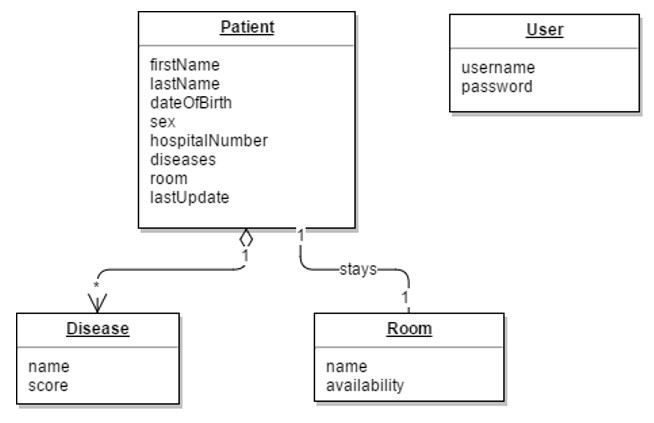 Patient
firstName
lastName
dateOfBirth
sex
hospitalNumber
diseases
room
lastUpdate
User
username
password
1
1
stays
*
1
Disease
name
score
Room
name
availability